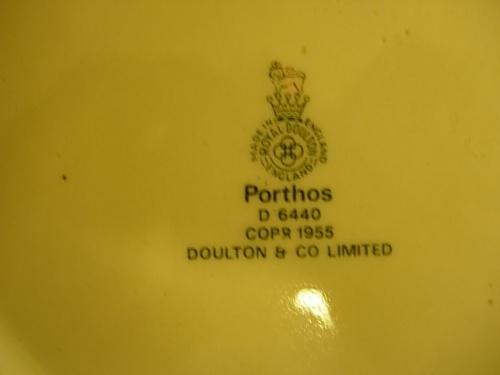 MADE IN ENGLAND
ROYAL DOULTON
ENGLAND
Porthos
D 6440
COPR 1955
DOULTON & CO LIMITED